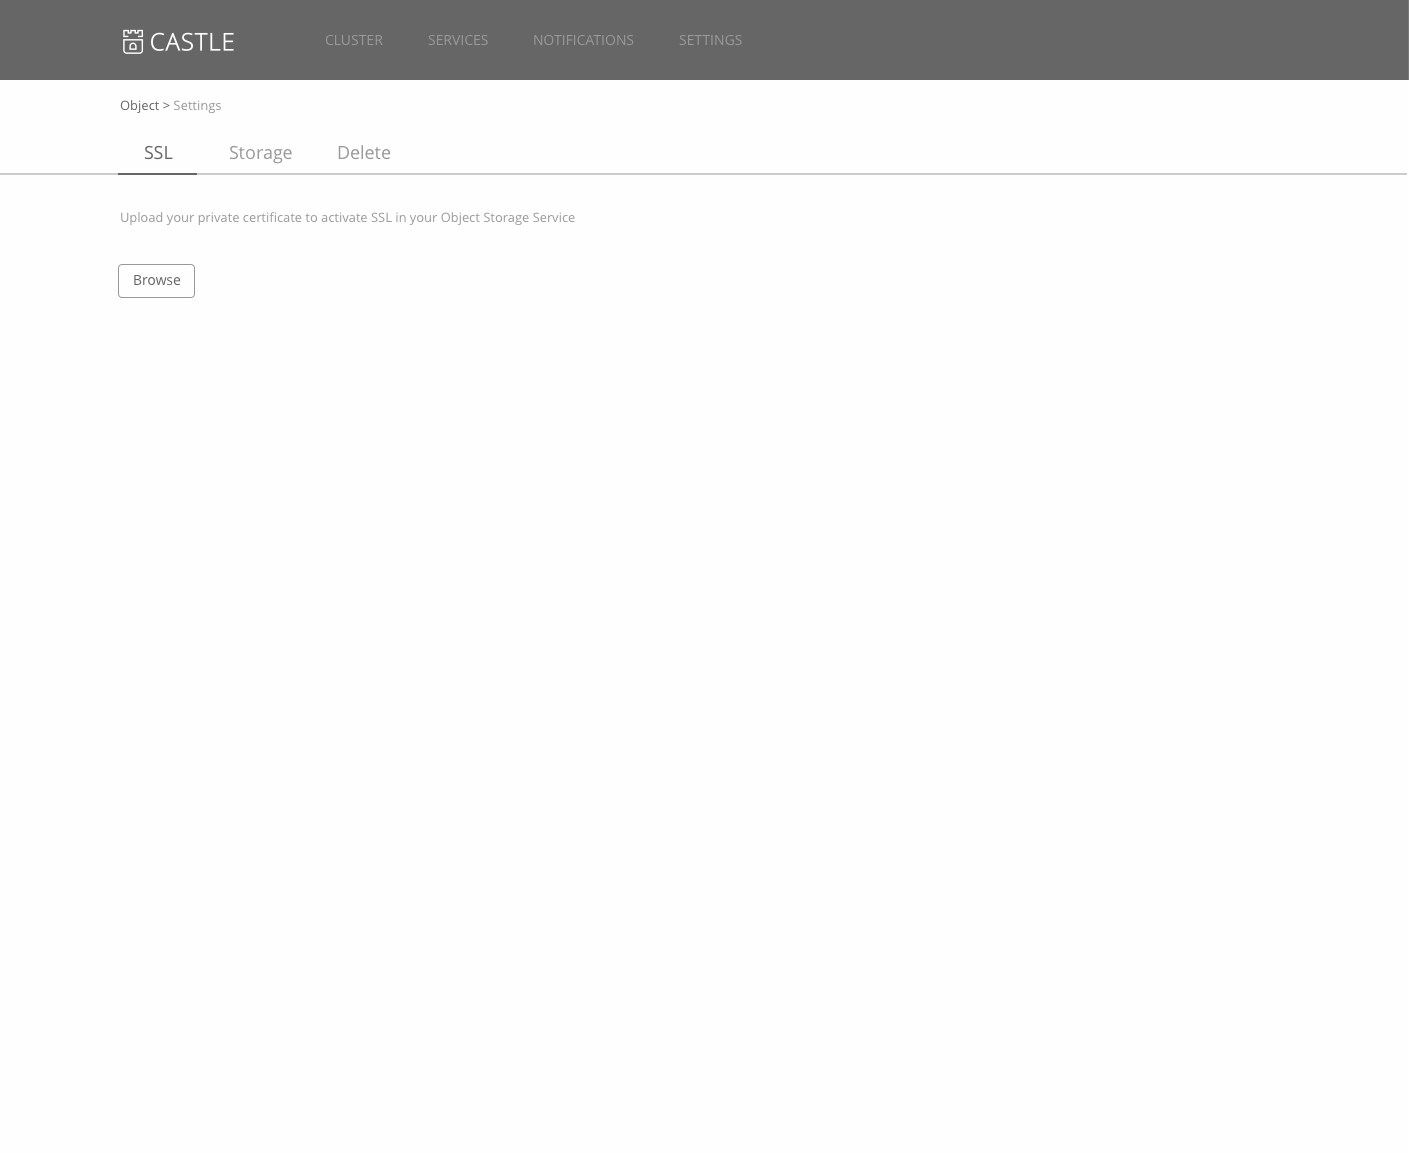 CASTLE CLUSTER SERVICES NOTIFICATIONS SETTINGS
Object > Settings
SSL Storage Delete
Upload your private certificate to activate SSL in your Object Storage Service
Browse